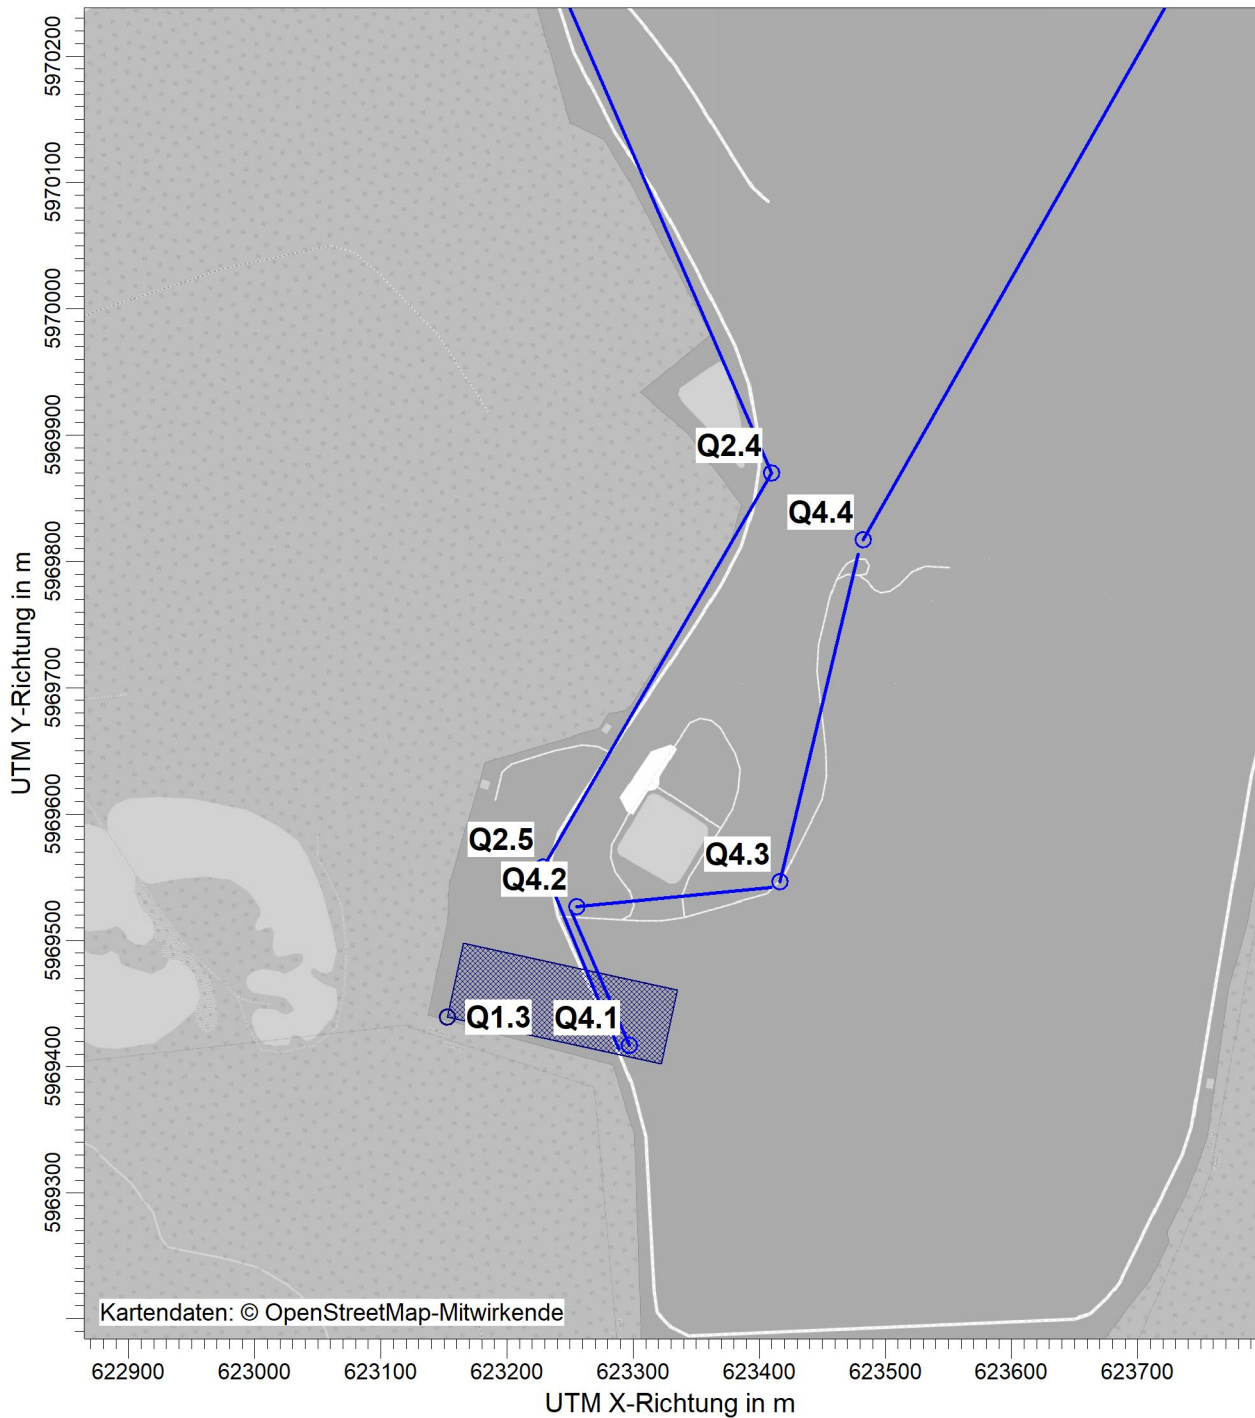 5970200
5970100
5970000
5969900
5969800
5969700
5969600
5969500
5969400
5969300
UTM Y-Richtung in m
Q2.4
Q4.4
Q2.5
Q4.3
Q4.2
Q1.3
Q4.1
Kartendaten: © OpenStreetMap-Mitwirkende
622900 623000 623100 623200 623300 623400 623500 623600 623700
UTM X-Richtung in m